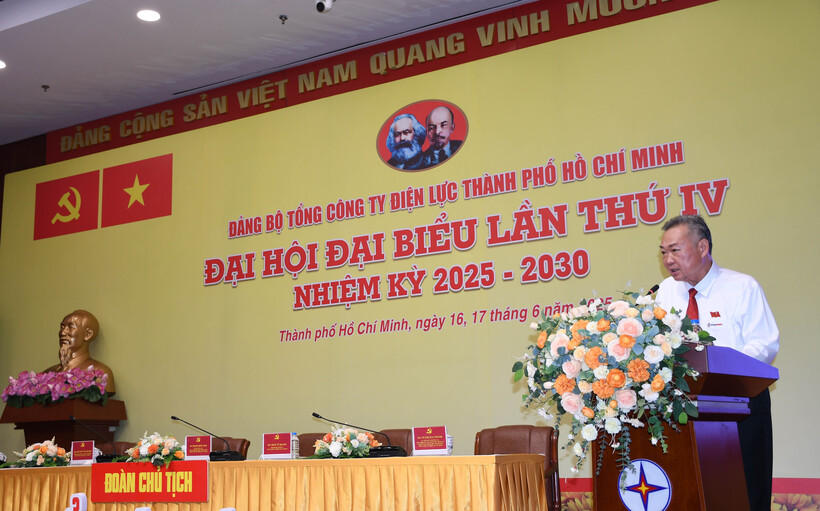 ĐẢNG CỘNG SẢN VIỆT NAM QUANG VINH MUÔN
ĐẢNG BỘ TỔNG CÔNG TY ĐIỆN LỰC THÀNH PHỐ HỒ CHÍ MINH
ĐẠI HỘI ĐẠI BIỂU LẦN THỨ IV
NHIỆM KỲ 2025 - 2030
Thành phố Hồ Chí Minh, ngày 16, 17 tháng 6 năm 2025
ĐOÀN CHỦ TỊCH